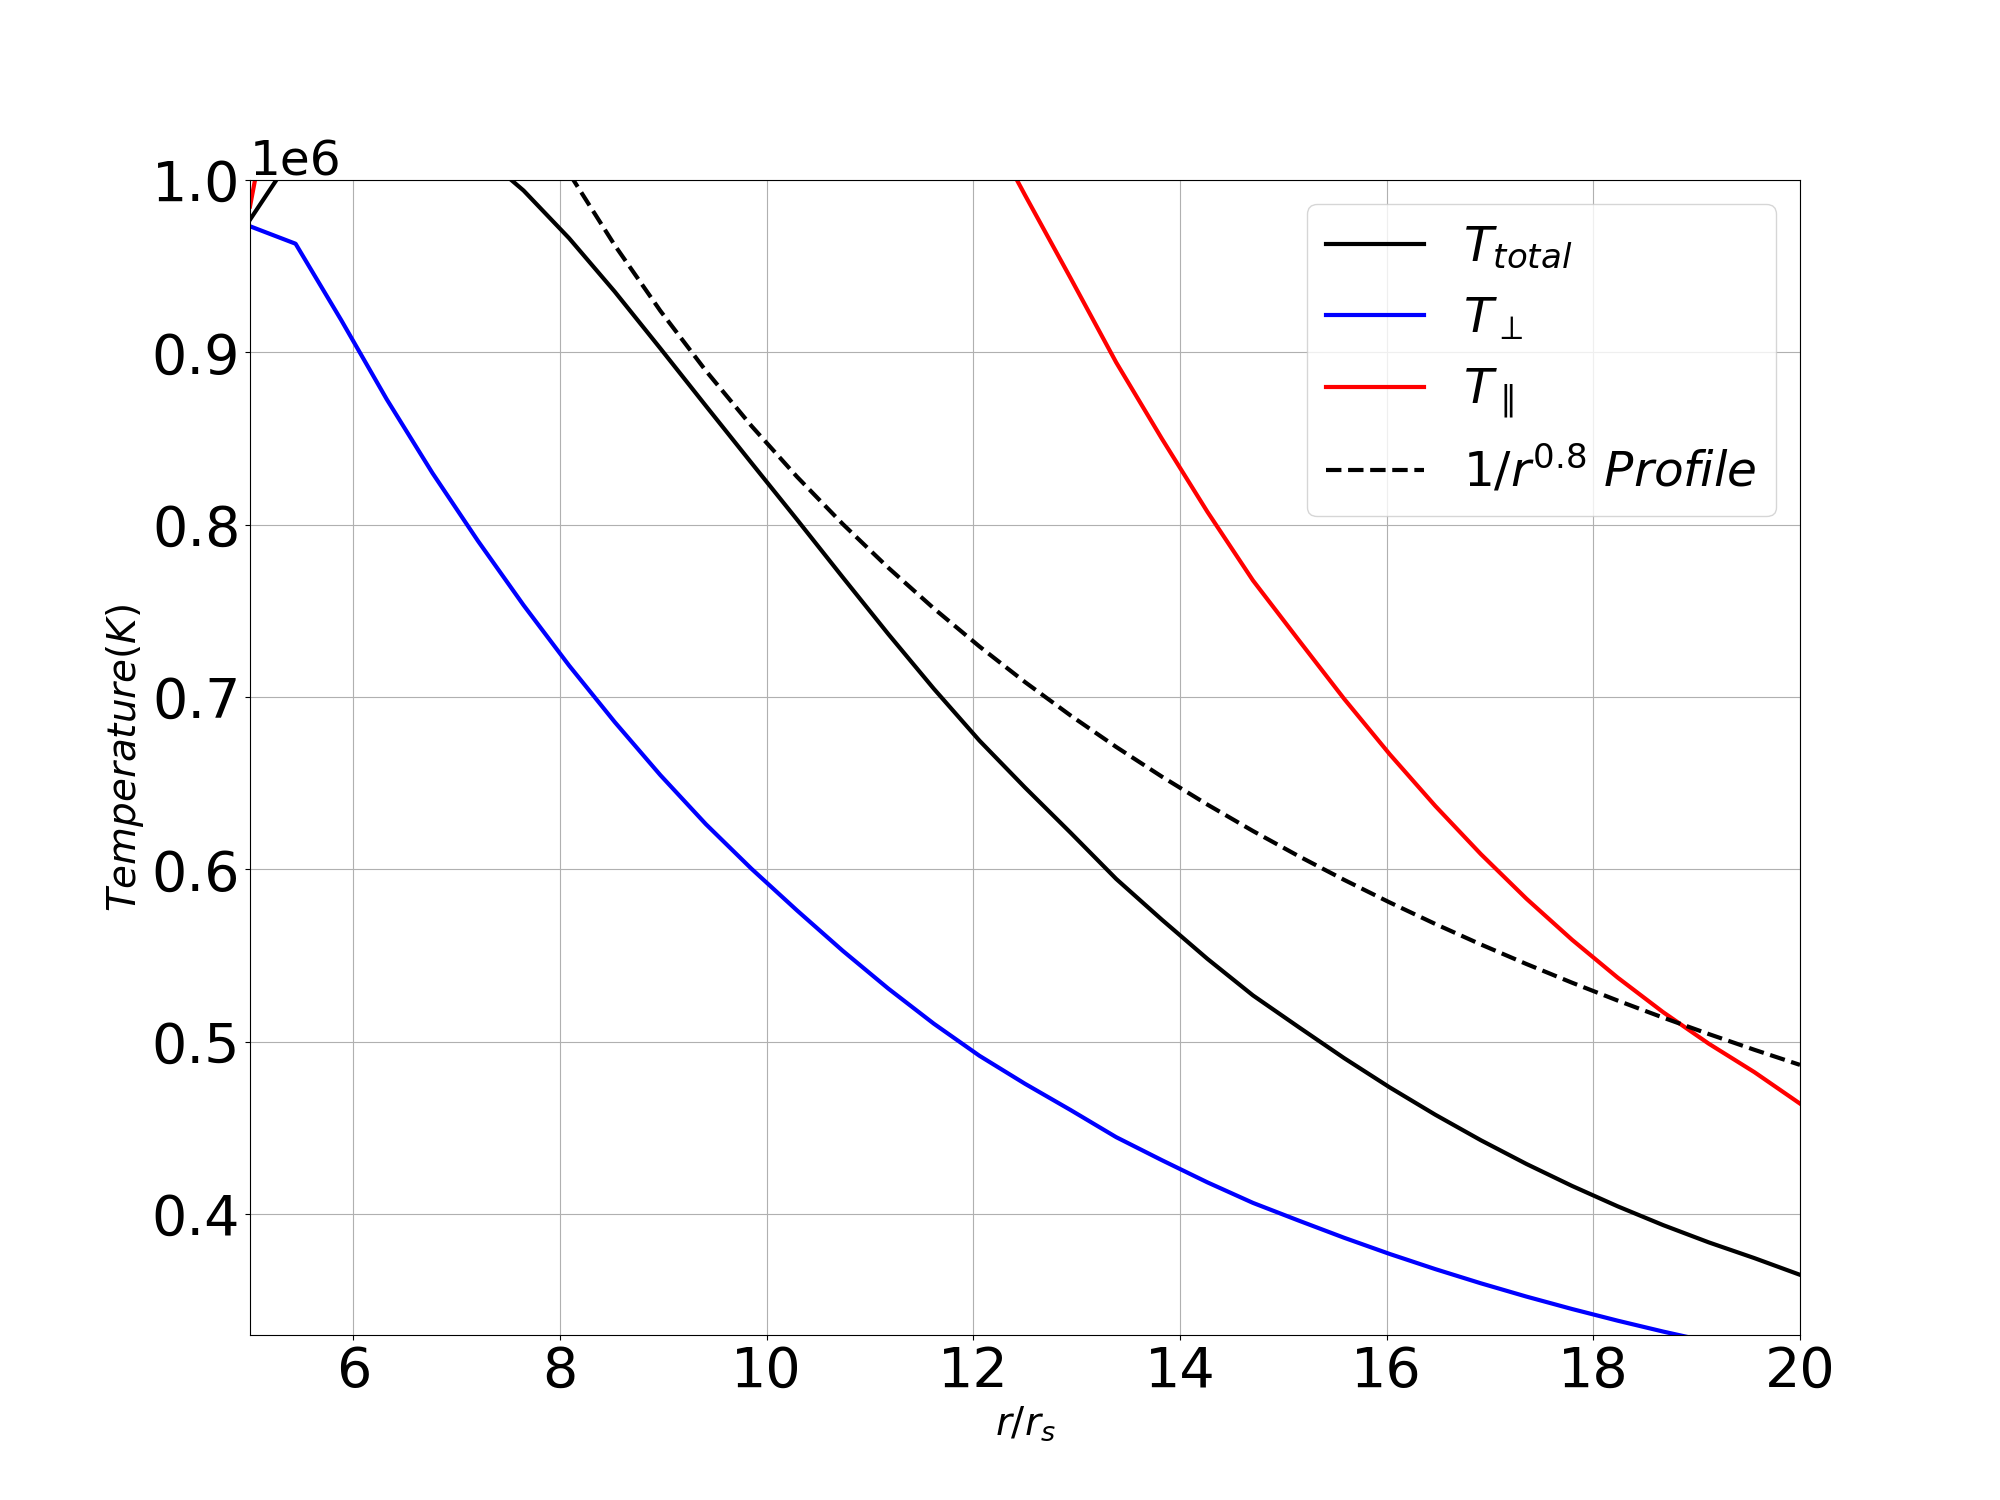 1e6
1.0
0.9
0.8
0.7
0.6
0.5
0.4
Temperature(K)
6 8 10 12 14 16 18 20
r/r_s
T_total
T_⊥
T_∥
1/r^0.8 Profile